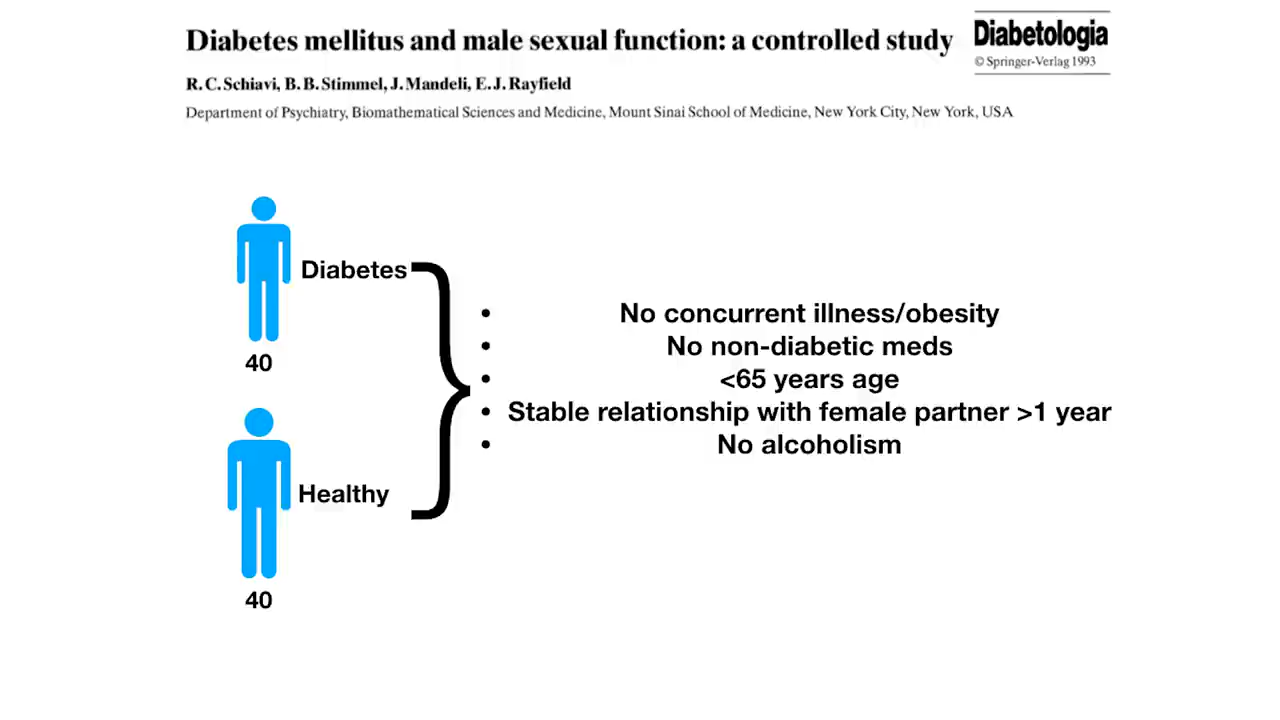 Diabetes mellitus and male sexual function: a controlled study
Diabetologia
© Springer-Verlag 1993
R. C. Schiavi, B. B. Stimmel, J. Mandeli, E. J. Rayfield
Department of Psychiatry, Biomathematical Sciences and Medicine, Mount Sinai School of Medicine, New York City, New York, USA
Diabetes
40
Healthy
40
• No concurrent illness/obesity
• No non-diabetic meds
• <65 years age
• Stable relationship with female partner >1 year
• No alcoholism